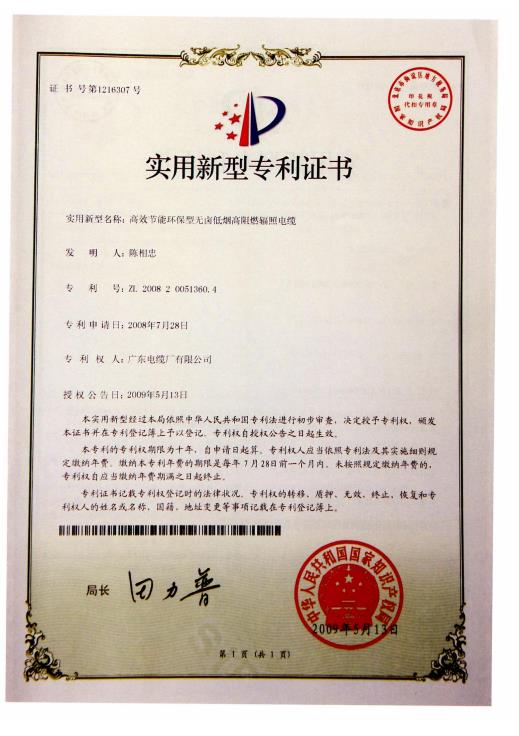 证 书 号第1216307号
印花税
代扣专用章
国家知识产权局
实用新型专利证书
实用新型名称：高效节能环保型无卤低烟高阻燃辐照电缆
发 明 人：陈相忠
专 利 号：ZL 2008 2 0051360.4
专利申请日：2008年7月28日
专 利 权 人：广东电缆厂有限公司
授权公告日：2009年5月13日
本实用新型经过本局依照中华人民共和国专利法进行初步审查，决定授予专利权，颁发
本证书并在专利登记簿上予以登记。专利权自授权公告之日起生效。
本专利的专利权期限为十年，自申请日起算。专利权人应当依照专利法及其实施细则规
定缴纳年费。缴纳本专利年费的期限是每年 7 月 28 日前一个月内。未按照规定缴纳年费的，
专利权自应当缴纳年费期满之日起终止。
专利证书记载专利权登记时的法律状况。专利权的转移、质押、无效、终止、恢复和专
利权人的姓名或名称、国籍、地址变更等事项记载在专利登记簿上。
局长 田力普
中华人民共和国国家知识产权局
2009年5月13日
第 1 页 (共 1 页)